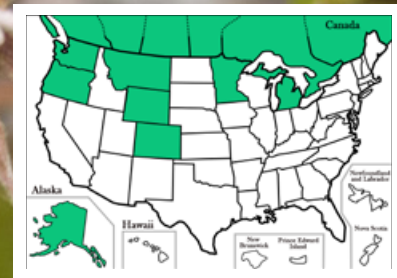 Canada
Newfoundland
and Labrador
Alaska
Hawaii
Nova Scotia
New
Brunswick
Prince Edward
Island